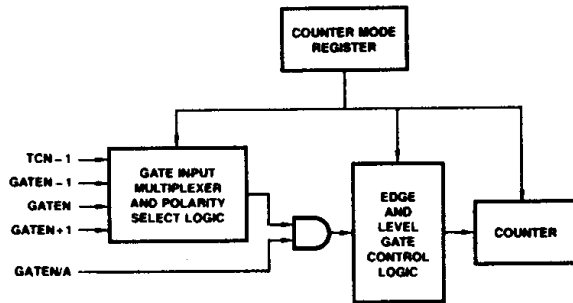 COUNTER MODE
REGISTER
TCN-1
GATEN-1
GATEN
GATEN+1
GATE INPUT
MULTIPLEXER
AND POLARITY
SELECT LOGIC
GATEN/A
EDGE
AND
LEVEL
GATE
CONTROL
LOGIC
COUNTER